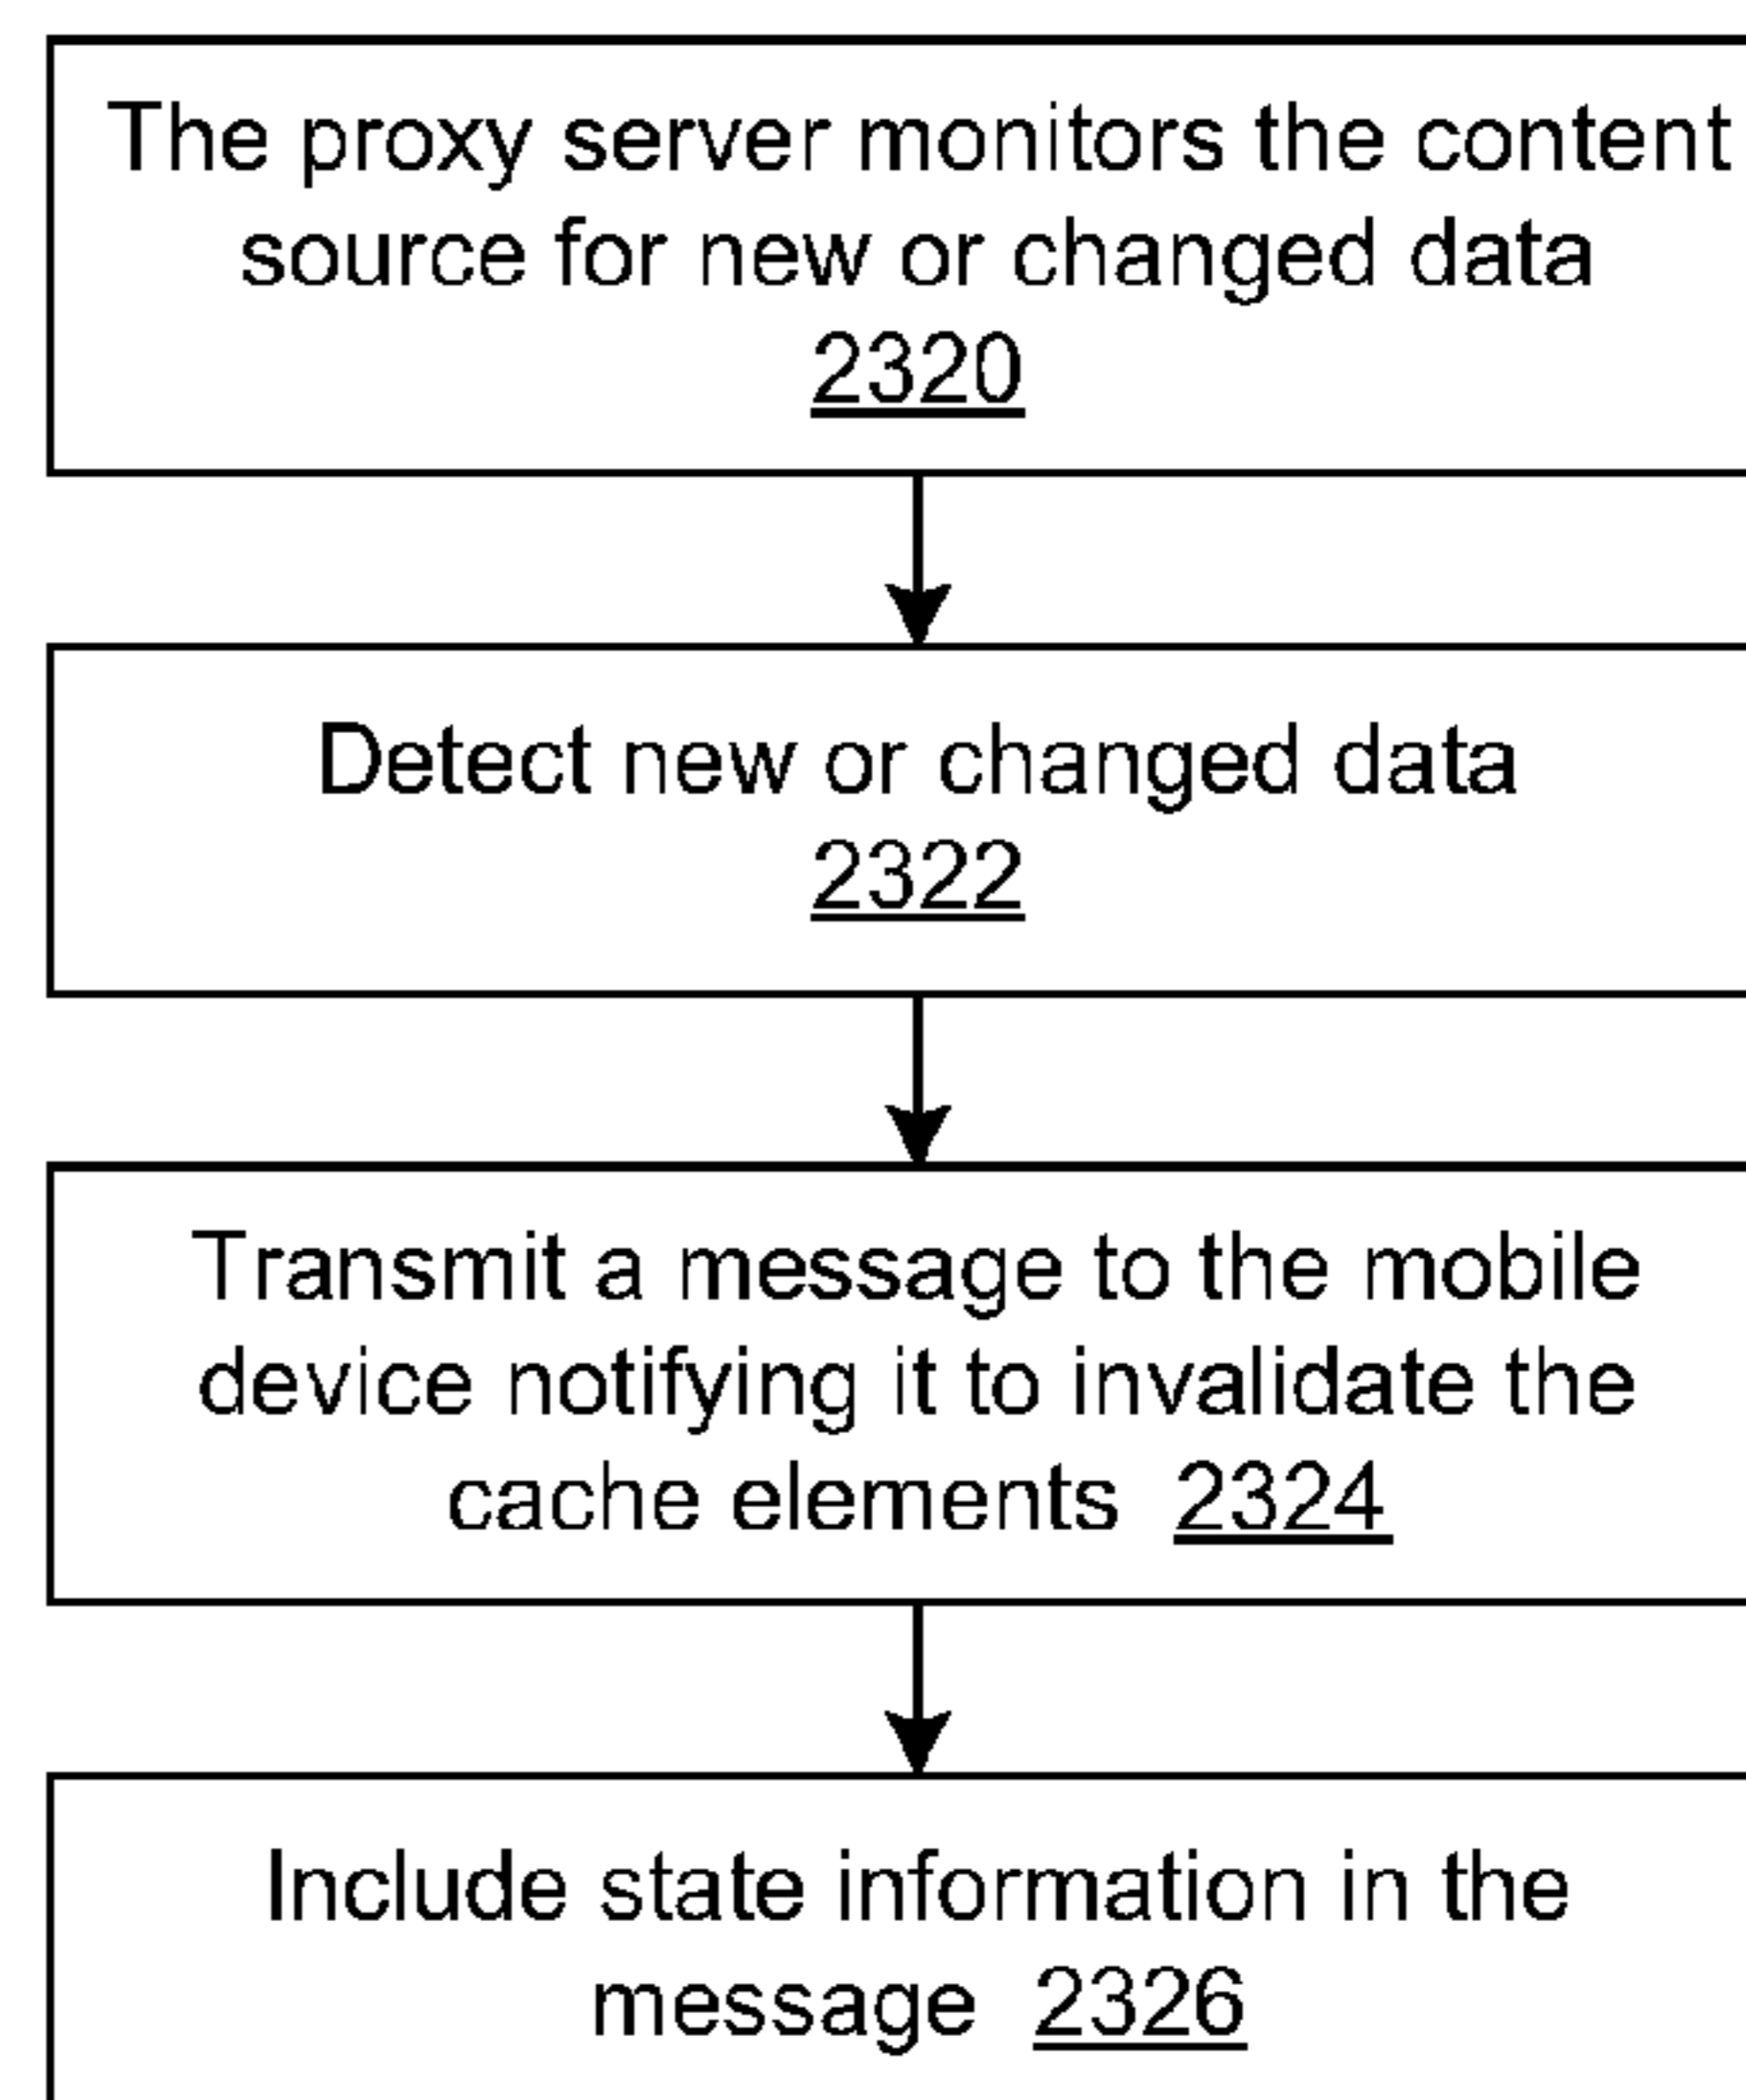 The proxy server monitors the content
source for new or changed data
2320
Detect new or changed data
2322
Transmit a message to the mobile
device notifying it to invalidate the
cache elements 2324
Include state information in the
message 2326